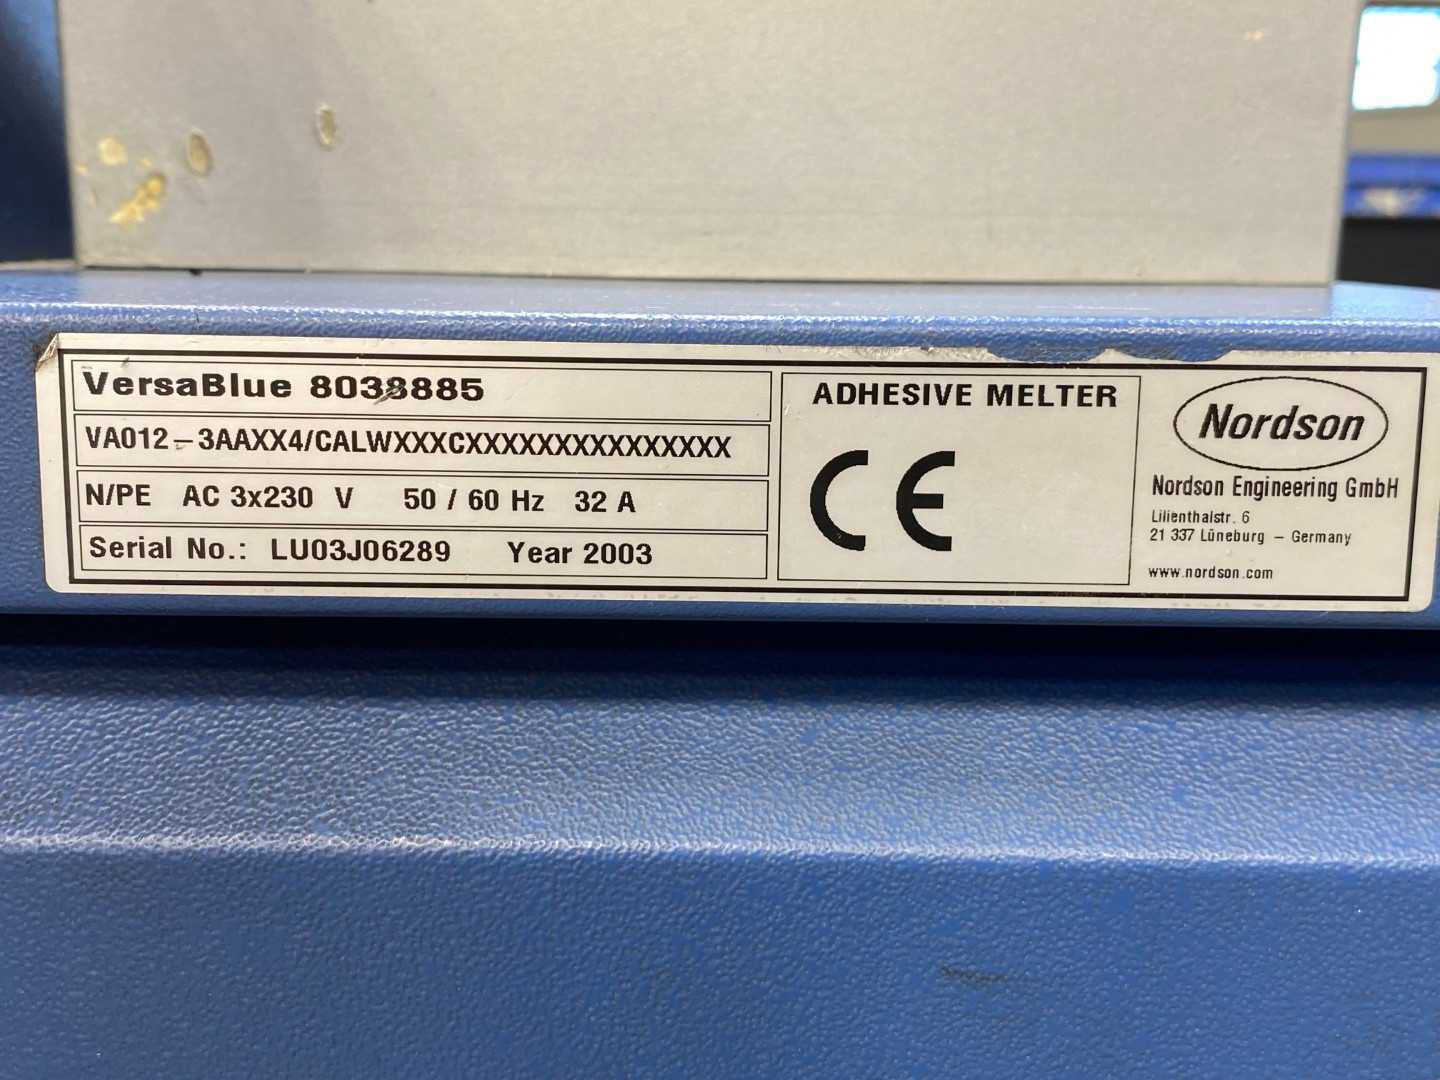 VersaBlue 8038885
VA012-3AAXX4/CALWXXXCXXXXXXXXXXXXXXX
N/PE AC 3x230 V 50 / 60 Hz 32 A
Serial No.: LU03J06289 Year 2003
ADHESIVE MELTER
CE
Nordson
Nordson Engineering GmbH
Lilienthalstr. 6
21 337 Lüneburg – Germany
www.nordson.com